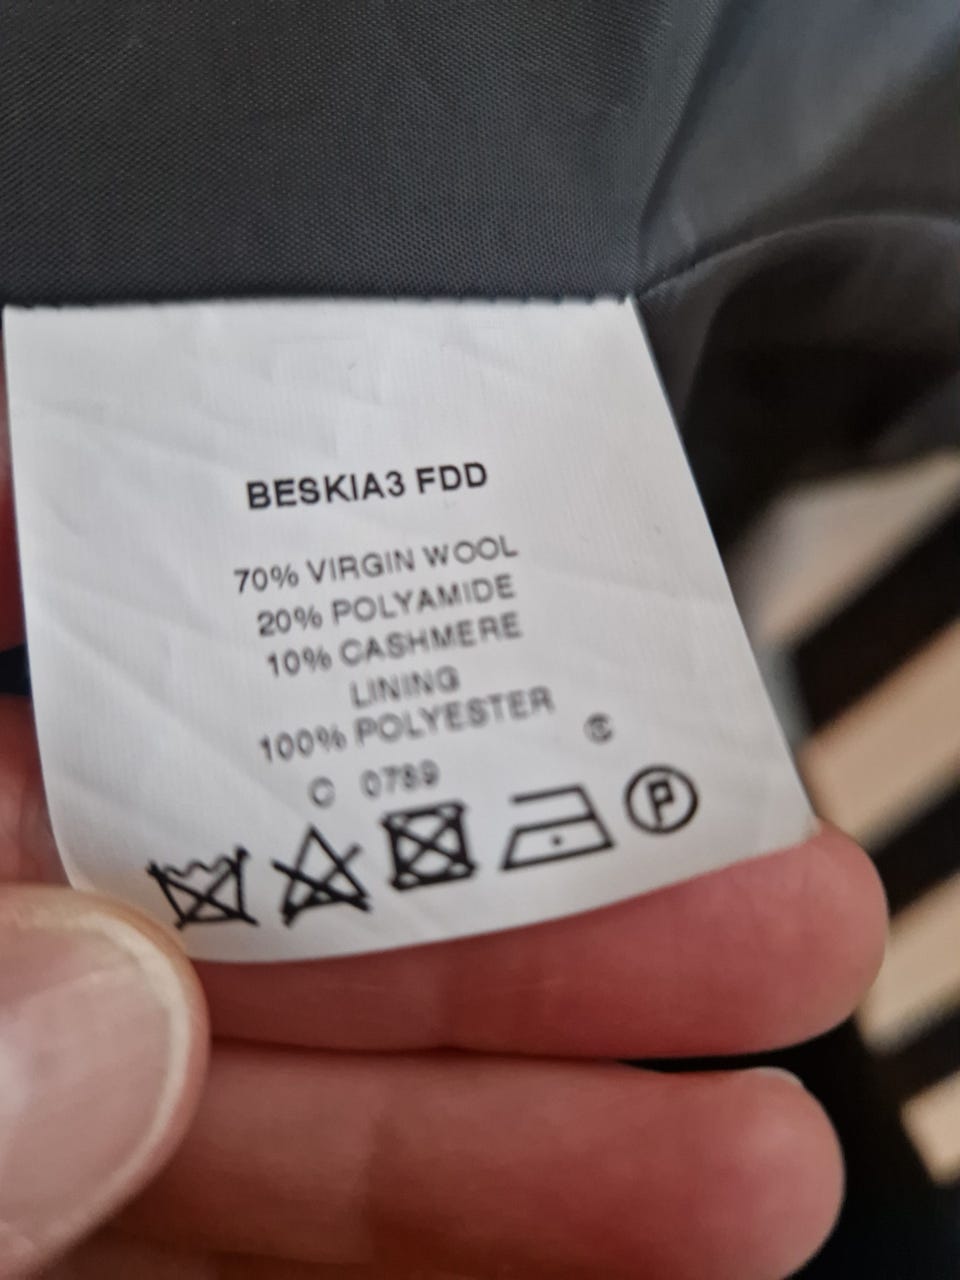 BESKIA3 FDD
70% VIRGIN WOOL
20% POLYAMIDE
10% CASHMERE
LINING
100% POLYESTER
C 0789
P